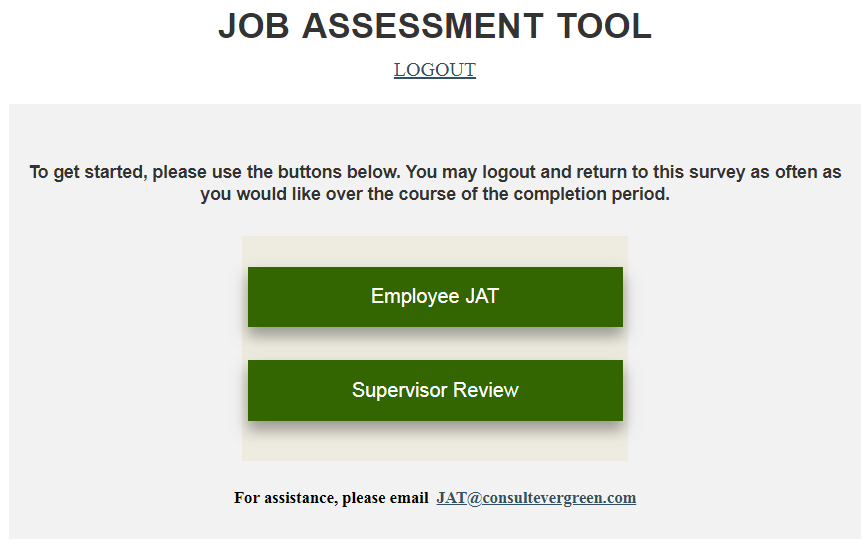 JOB ASSESSMENT TOOL
LOGOUT
To get started, please use the buttons below. You may logout and return to this survey as often as
you would like over the course of the completion period.
Employee JAT
Supervisor Review
For assistance, please email JAT@consultevergreen.com